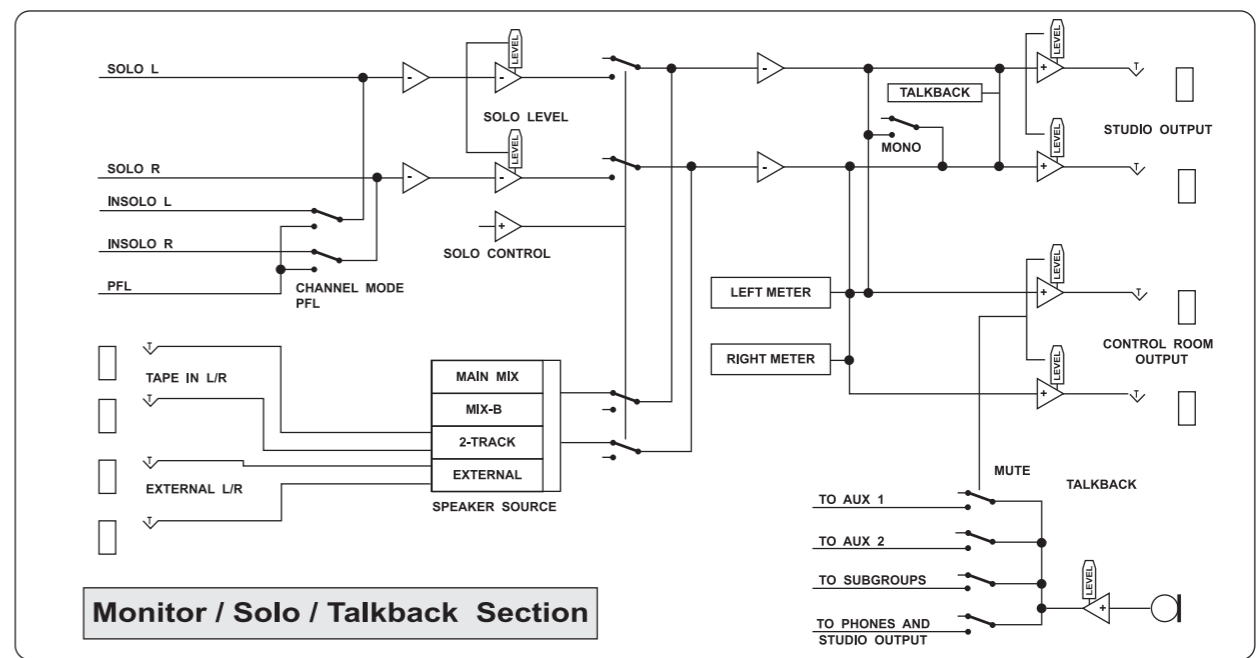 SOLO L
LEVEL
SOLO LEVEL
LEVEL
SOLO R
INSOLO L
INSOLO R
PFL
CHANNEL MODE
PFL
SOLO CONTROL
TALKBACK
MONO
LEVEL
STUDIO OUTPUT
LEVEL
T
T
LEFT METER
RIGHT METER
LEVEL
CONTROL ROOM
OUTPUT
LEVEL
T
T
T
TAPE IN L/R
T
T
EXTERNAL L/R
T
MAIN MIX
MIX-B
2-TRACK
EXTERNAL
SPEAKER SOURCE
MUTE
TALKBACK
TO AUX 1
TO AUX 2
TO SUBGROUPS
TO PHONES AND
STUDIO OUTPUT
LEVEL
Monitor / Solo / Talkback Section